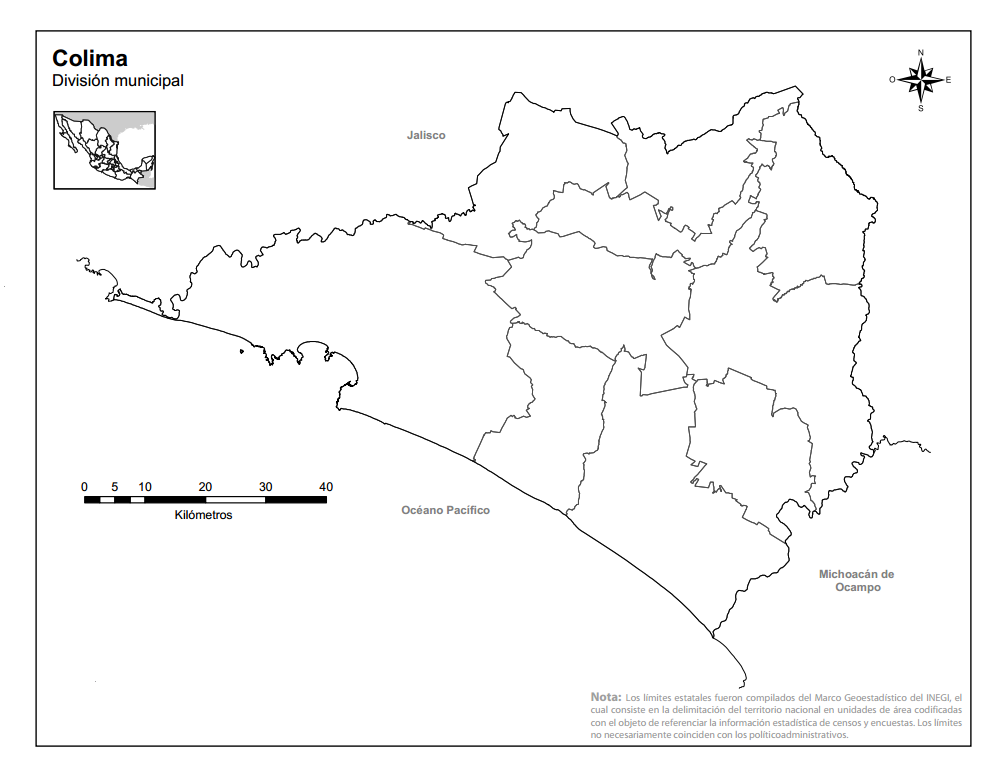 Colima
División municipal
N
O
E
S
Jalisco
0 5 10 20 30 40
Kilómetros
Océano Pacífico
Michoacán de
Ocampo
Nota: Los límites estatales fueron compilados del Marco Geoestadístico del INEGI, el
cual consiste en la delimitación del territorio nacional en unidades de área codificadas
con el objeto de referenciar la información estadística de censos y encuestas. Los límites
no necesariamente coinciden con los políticoadministrativos.